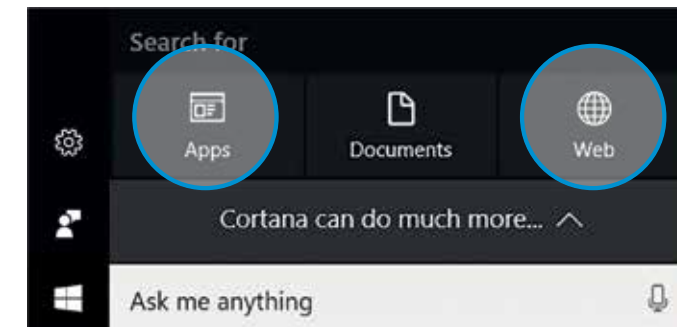 Search for
Apps Documents Web
Cortana can do much more...
Ask me anything